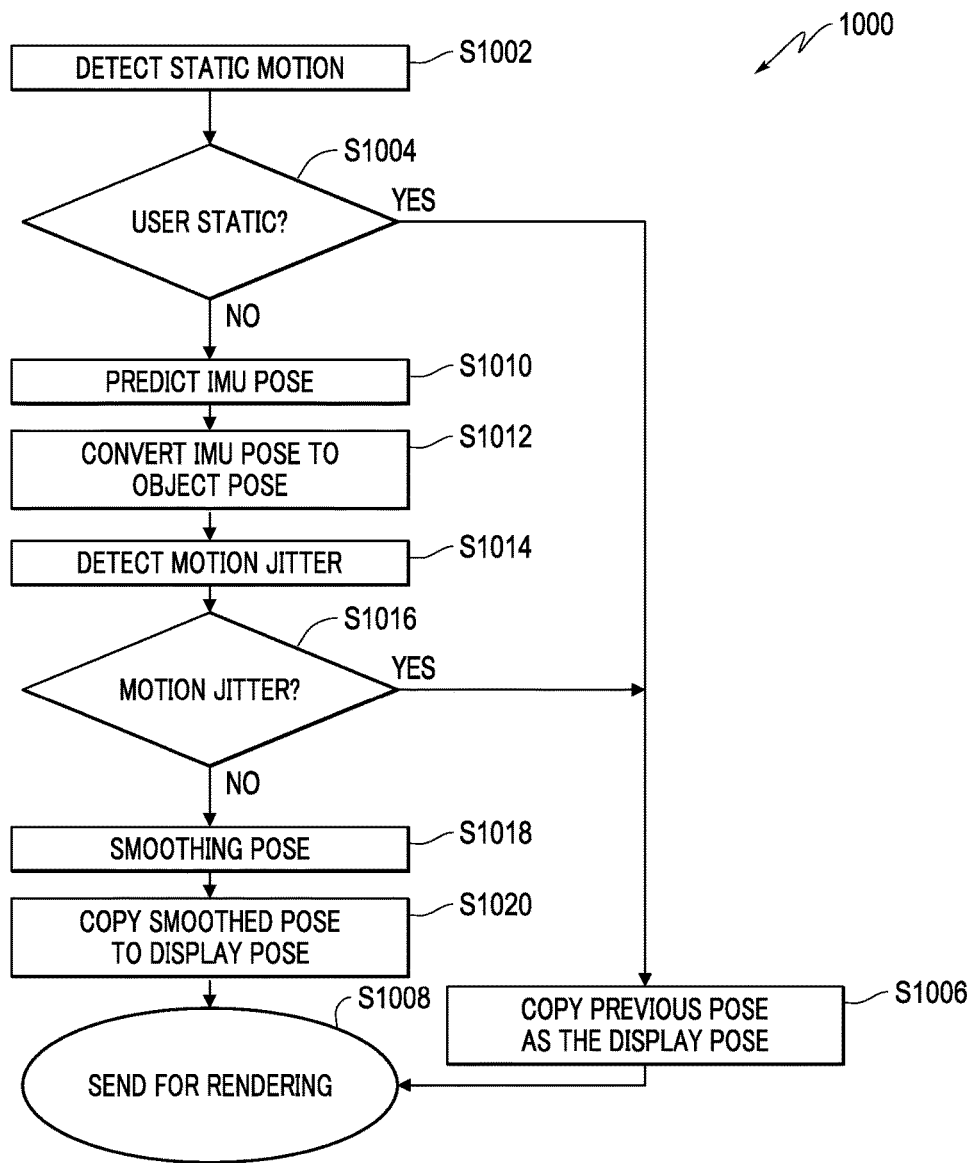 1000
DETECT STATIC MOTION
S1002
S1004
USER STATIC?
YES
NO
PREDICT IMU POSE
S1010
CONVERT IMU POSE TO
OBJECT POSE
S1012
DETECT MOTION JITTER
S1014
S1016
MOTION JITTER?
YES
NO
SMOOTHING POSE
S1018
COPY SMOOTHED POSE
TO DISPLAY POSE
S1020
S1008
SEND FOR RENDERING
COPY PREVIOUS POSE
AS THE DISPLAY POSE
S1006